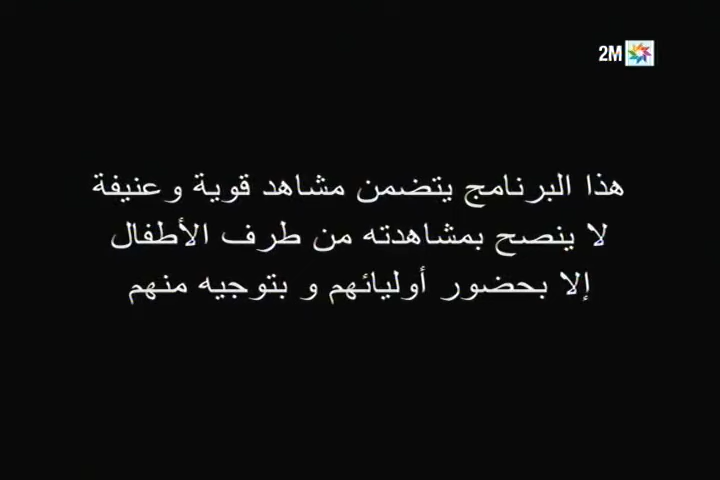 2M
هذا البرنامج يتضمن مشاهد قوية وعنيفة
لا ينصح بمشاهدته من طرف الأطفال
إلا بحضور أوليائهم و بتوجيه منهم